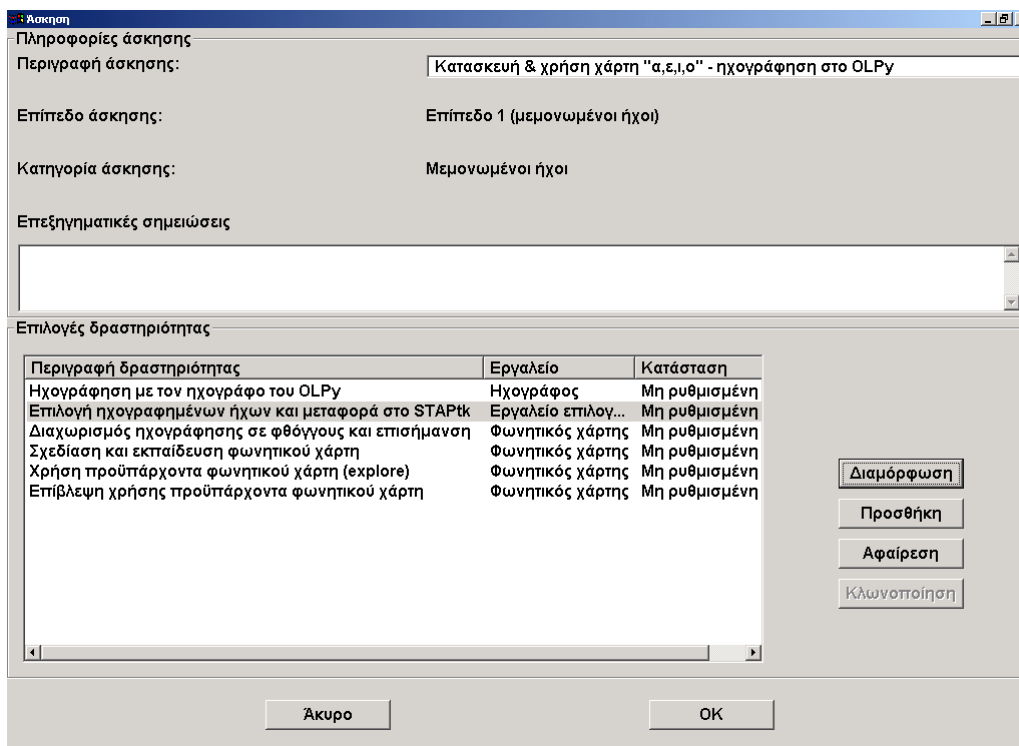 Άσκηση
Πληροφορίες άσκησης
Περιγραφή άσκησης: Κατασκευή & χρήση χάρτη "α,ε,ι,ο" - ηχογράφηση στο OLPy
Επίπεδο άσκησης: Επίπεδο 1 (μεμονωμένοι ήχοι)
Κατηγορία άσκησης: Μεμονωμένοι ήχοι
Επεξηγηματικές σημειώσεις
Επιλογές δραστηριότητας
Περιγραφή δραστηριότητας Εργαλείο Κατάσταση
Ηχογράφηση με τον ηχογράφο του OLPy Ηχογράφος Μη ρυθμισμένη
Επιλογή ηχογραφημένων ήχων και μεταφορά στο STAPtk Εργαλείο επιλογ... Μη ρυθμισμένη
Διαχωρισμός ηχογράφησης σε φθόγγους και επισήμανση Φωνητικός χάρτης Μη ρυθμισμένη
Σχεδίαση και εκπαίδευση φωνητικού χάρτη Φωνητικός χάρτης Μη ρυθμισμένη
Χρήση προϋπάρχοντα φωνητικού χάρτη (explore) Φωνητικός χάρτης Μη ρυθμισμένη
Επίβλεψη χρήσης προϋπάρχοντα φωνητικού χάρτη Φωνητικός χάρτης Μη ρυθμισμένη
Διαμόρφωση
Προσθήκη
Αφαίρεση
Κλωνοποίηση
Άκυρο OK